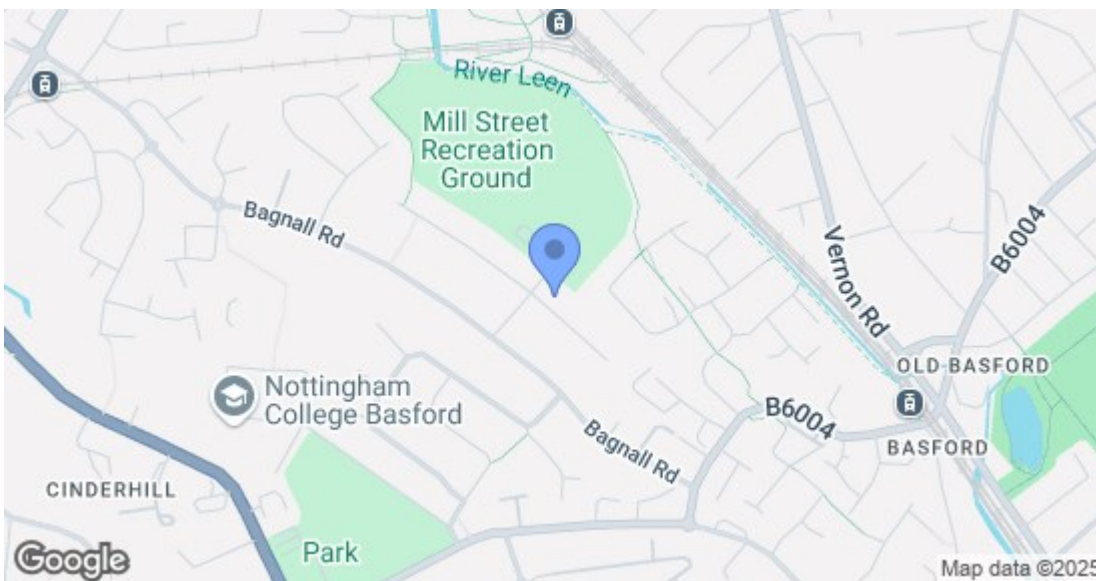 River Leen
Mill Street
Recreation
Ground
Bagnall Rd
Vernon Rd
B6004
OLD BASFORD
Nottingham
College Basford
B6004
Bagnall Rd
BASFORD
CINDERHILL
Park
Google
Map data ©2025